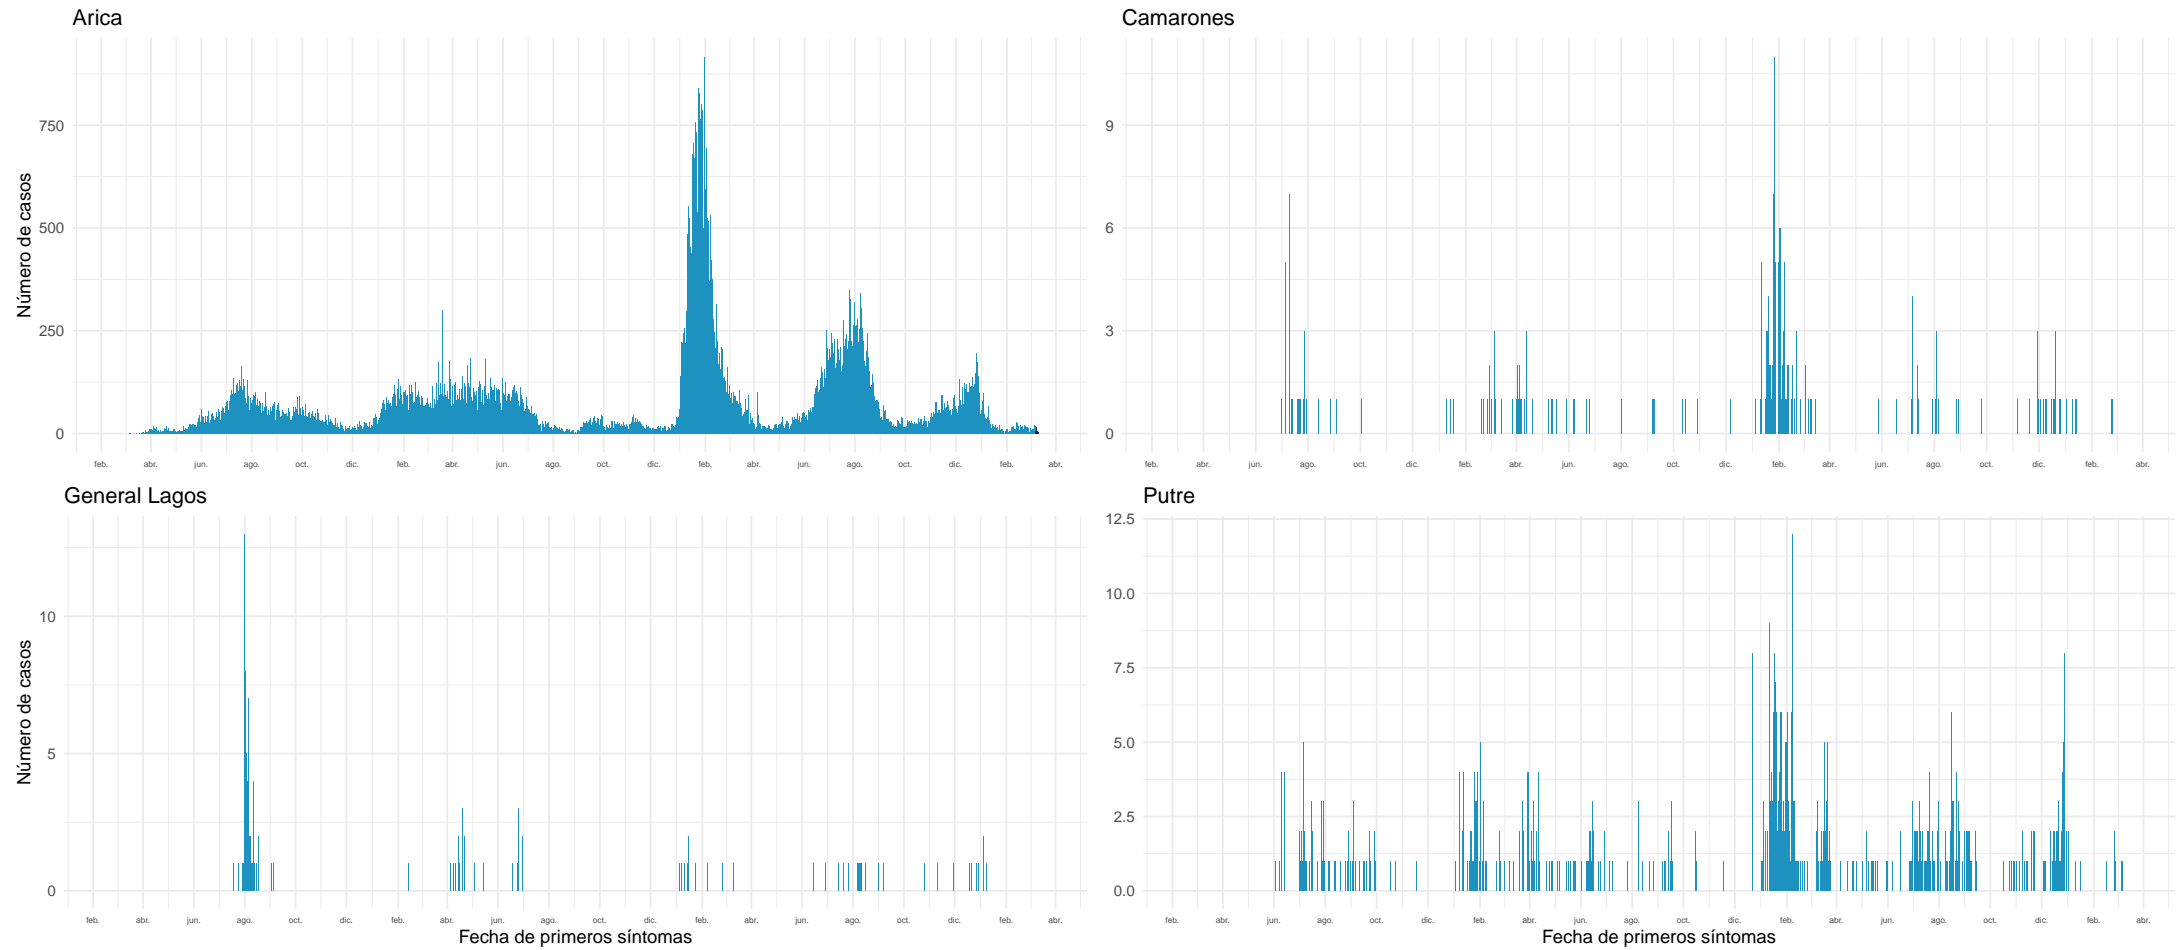 Arica
Número de casos
750
500
250
0
feb. abr. jun. ago. oct. dic. feb. abr. jun. ago. oct. dic. feb. abr. jun. ago. oct. dic. feb. abr.
Camarones
9
6
3
0
feb. abr. jun. ago. oct. dic. feb. abr. jun. ago. oct. dic. feb. abr. jun. ago. oct. dic. feb. abr.
General Lagos
Número de casos
10
5
0
feb. abr. jun. ago. oct. dic. feb. abr. jun. ago. oct. dic. feb. abr. jun. ago. oct. dic. feb. abr.
Fecha de primeros síntomas
Putre
12.5
10.0
7.5
5.0
2.5
0.0
feb. abr. jun. ago. oct. dic. feb. abr. jun. ago. oct. dic. feb. abr. jun. ago. oct. dic. feb. abr.
Fecha de primeros síntomas